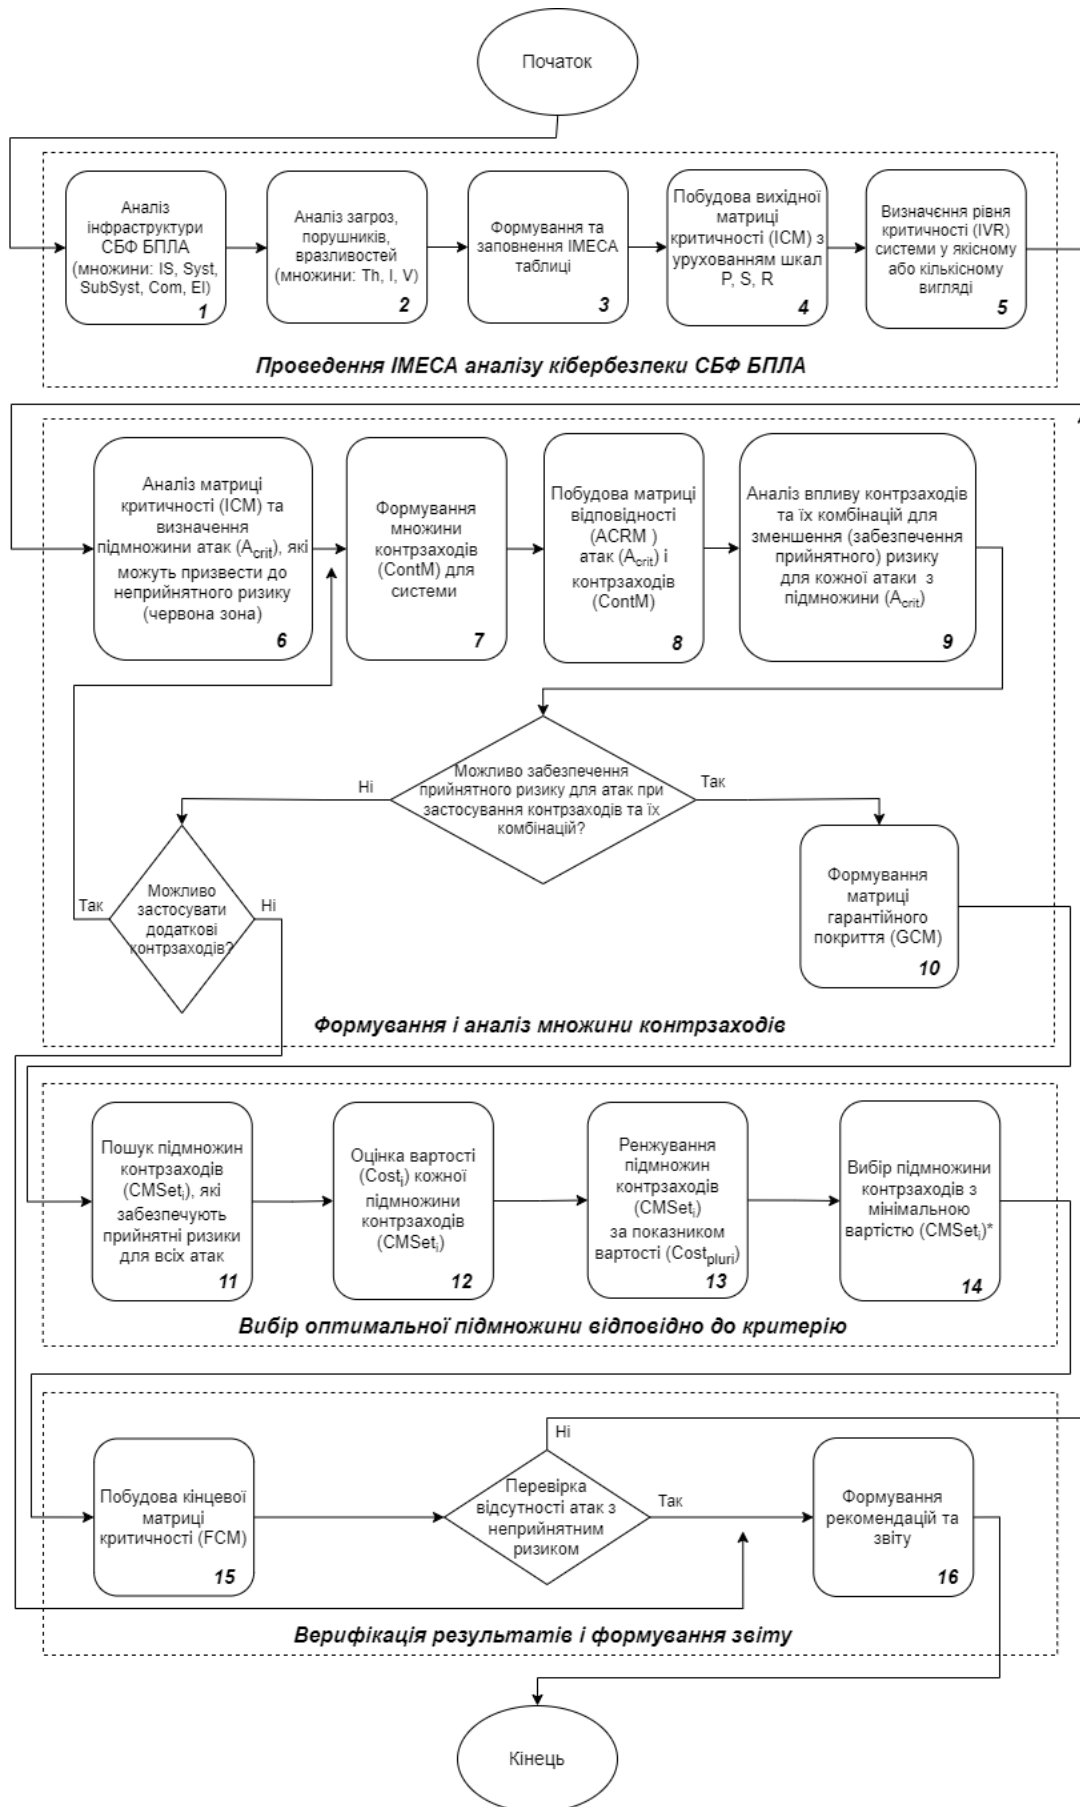 Початок
Аналіз
інфраструктури
СБФ БПЛА
(множини: IS, Syst,
SubSyst, Com, El)
1
Аналіз загроз,
порушників,
вразливостей
(множини: Th, I, V)
2
Формування та
заповнення IMECA
таблиці
3
Побудова вихідної
матриці
критичності (ICM) з
урухованням шкал
P, S, R
4
Визначєння рівня
критичності (IVR)
системи у якісному
або кількісному
вигляді
5
Проведення IMECA аналізу кібербезпеки СБФ БПЛА
Аналіз матриці
критичності (ICM) та
визначення
підмножини атак (Acrit), які
можуть призвести до
неприйнятного ризику
(червона зона)
6
Формування
множини
контрзаходів
(ContM) для
системи
7
Побудова матриці
відповідності
(ACRM )
атак (Acrit) і
контрзаходів
(ContM)
8
Аналіз впливу контрзаходів
та їх комбінацій для
зменшення (забезпечення
прийнятного) ризику
для кожної атаки з
підмножини (Acrit)
9
Можливо забезпечення
прийнятного ризику для атак при
застосування контрзаходів та їх
комбінацій?
Ні
Так
Можливо
застосувати
додаткові
контрзаходів?
Так
Ні
Формування
матриці
гарантійного
покриття (GCM)
10
Формування і аналіз множини контрзаходів
Пошук підмножин
контрзаходів
(CMSeti), які
забезпечують
прийнятні ризики
для всіх атак
11
Оцінка вартості
(Costi) кожної
підмножини
контрзаходів
(CMSeti)
12
Ренжування
підмножин
контрзаходів
(CMSeti)
за показником
вартості (Costpluri)
13
Вибір підмножини
контрзаходів з
мінімальною
вартістю (CMSeti)*
14
Вибір оптимальної підмножини відповідно до критерію
Побудова кінцевої
матриці
критичності (FCM)
15
Перевірка
відсутності атак з
неприйнятним
ризиком
Ні
Так
Формування
рекомендацій та
звіту
16
Верифікація результатів і формування звіту
Кінець